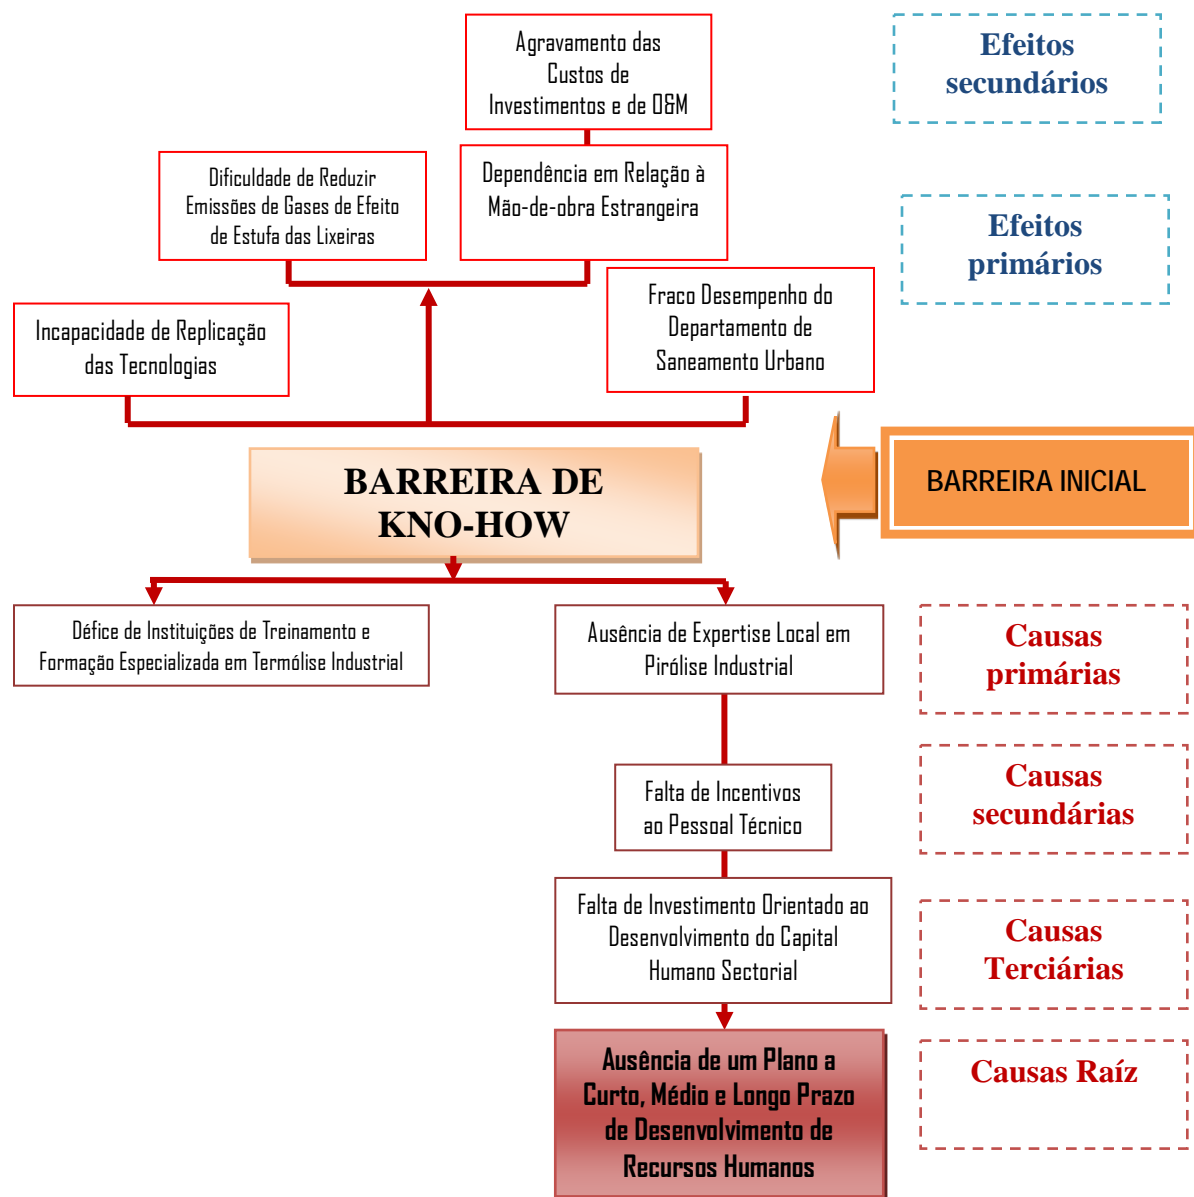 Agravamento das
Custos de
Investimentos e de O&M
Efeitos
secundários
Dificuldade de Reduzir
Emissões de Gases de Efeito
de Estufa das Lixeiras
Dependência em Relação à
Mão-de-obra Estrangeira
Efeitos
primários
Incapacidade de Replicação
das Tecnologias
Fraco Desempenho do
Departamento de
Saneamento Urbano
BARREIRA DE
KNO-HOW
BARREIRA INICIAL
Défice de Instituições de Treinamento e
Formação Especializada em Termólise Industrial
Ausência de Expertise Local em
Pirólise Industrial
Causas
primárias
Falta de Incentivos
ao Pessoal Técnico
Causas
secundárias
Falta de Investimento Orientado ao
Desenvolvimento do Capital
Humano Sectorial
Causas
Terciárias
Ausência de um Plano a
Curto, Médio e Longo Prazo
de Desenvolvimento de
Recursos Humanos
Causas Raíz